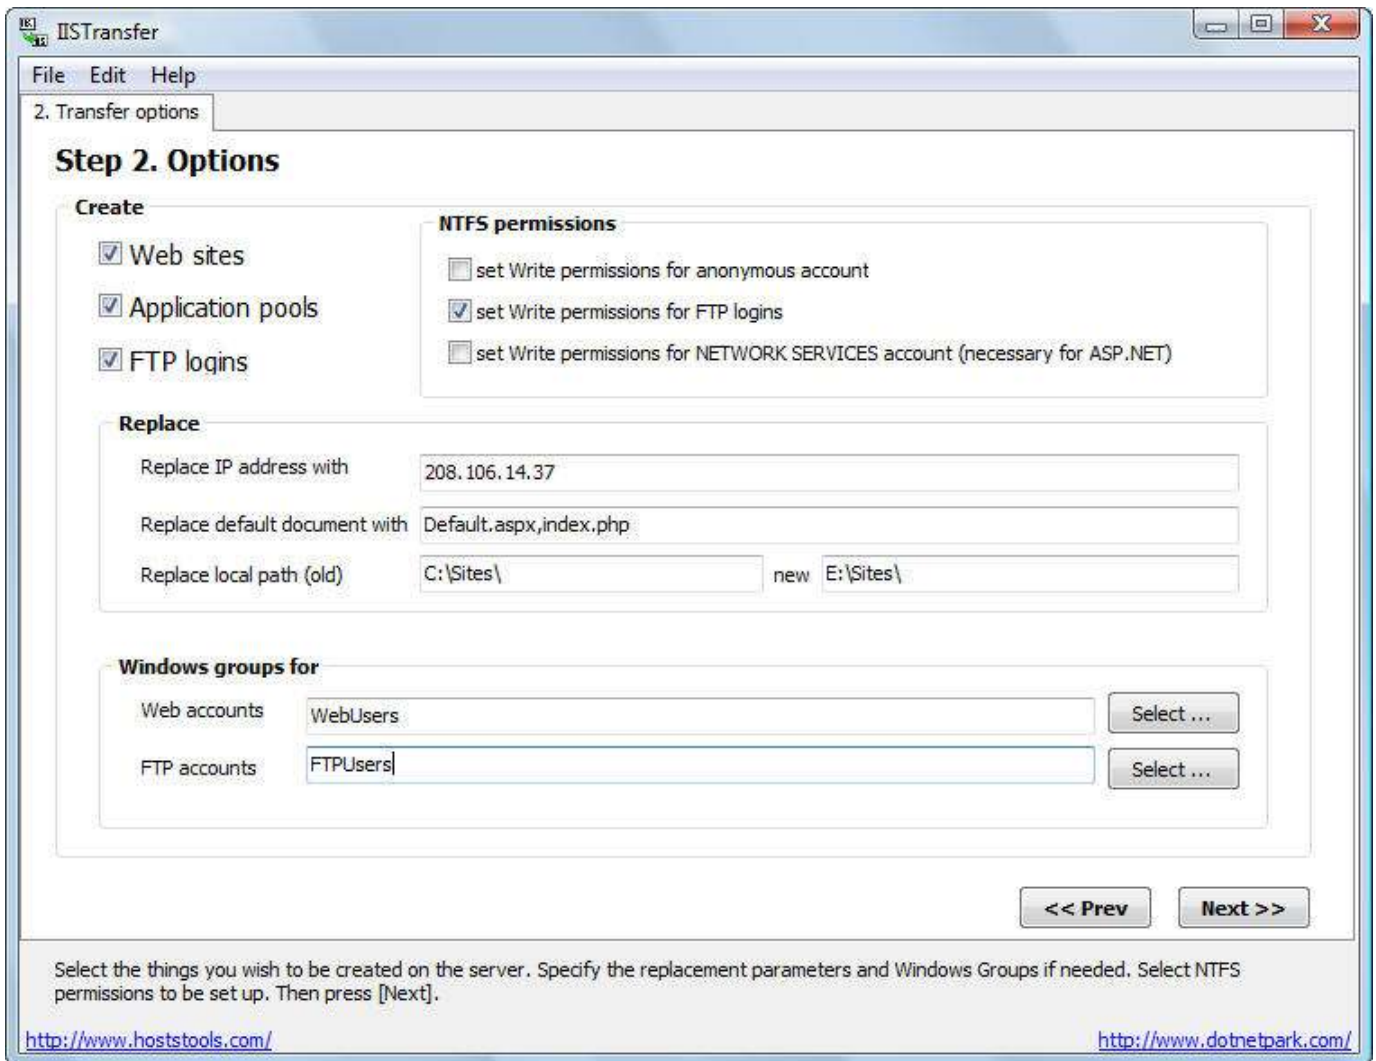 IISTransfer
File Edit Help
2. Transfer options
Step 2. Options
Create
Web sites
Application pools
FTP logins
NTFS permissions
set Write permissions for anonymous account
set Write permissions for FTP logins
set Write permissions for NETWORK SERVICES account (necessary for ASP.NET)
Replace
Replace IP address with 208.106.14.37
Replace default document with Default.aspx,index.php
Replace local path (old) C:\Sites\ new E:\Sites\
Windows groups for
Web accounts WebUsers Select ...
FTP accounts FTPUsers Select ...
<< Prev Next >>
Select the things you wish to be created on the server. Specify the replacement parameters and Windows Groups if needed. Select NTFS
permissions to be set up. Then press [Next].
http://www.hoststools.com/ http://www.dotnetpark.com/